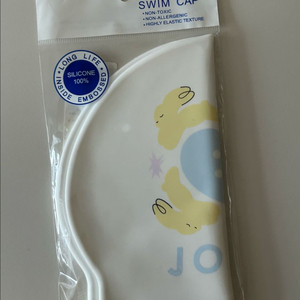 SWIM CAP
•NON-TOXIC
•NON-ALLERGENIC
•HIGHLY ELASTIC TEXTURE
• LONG LIFE •
SILICONE
100%
INSIDE EMBOSSED
JO